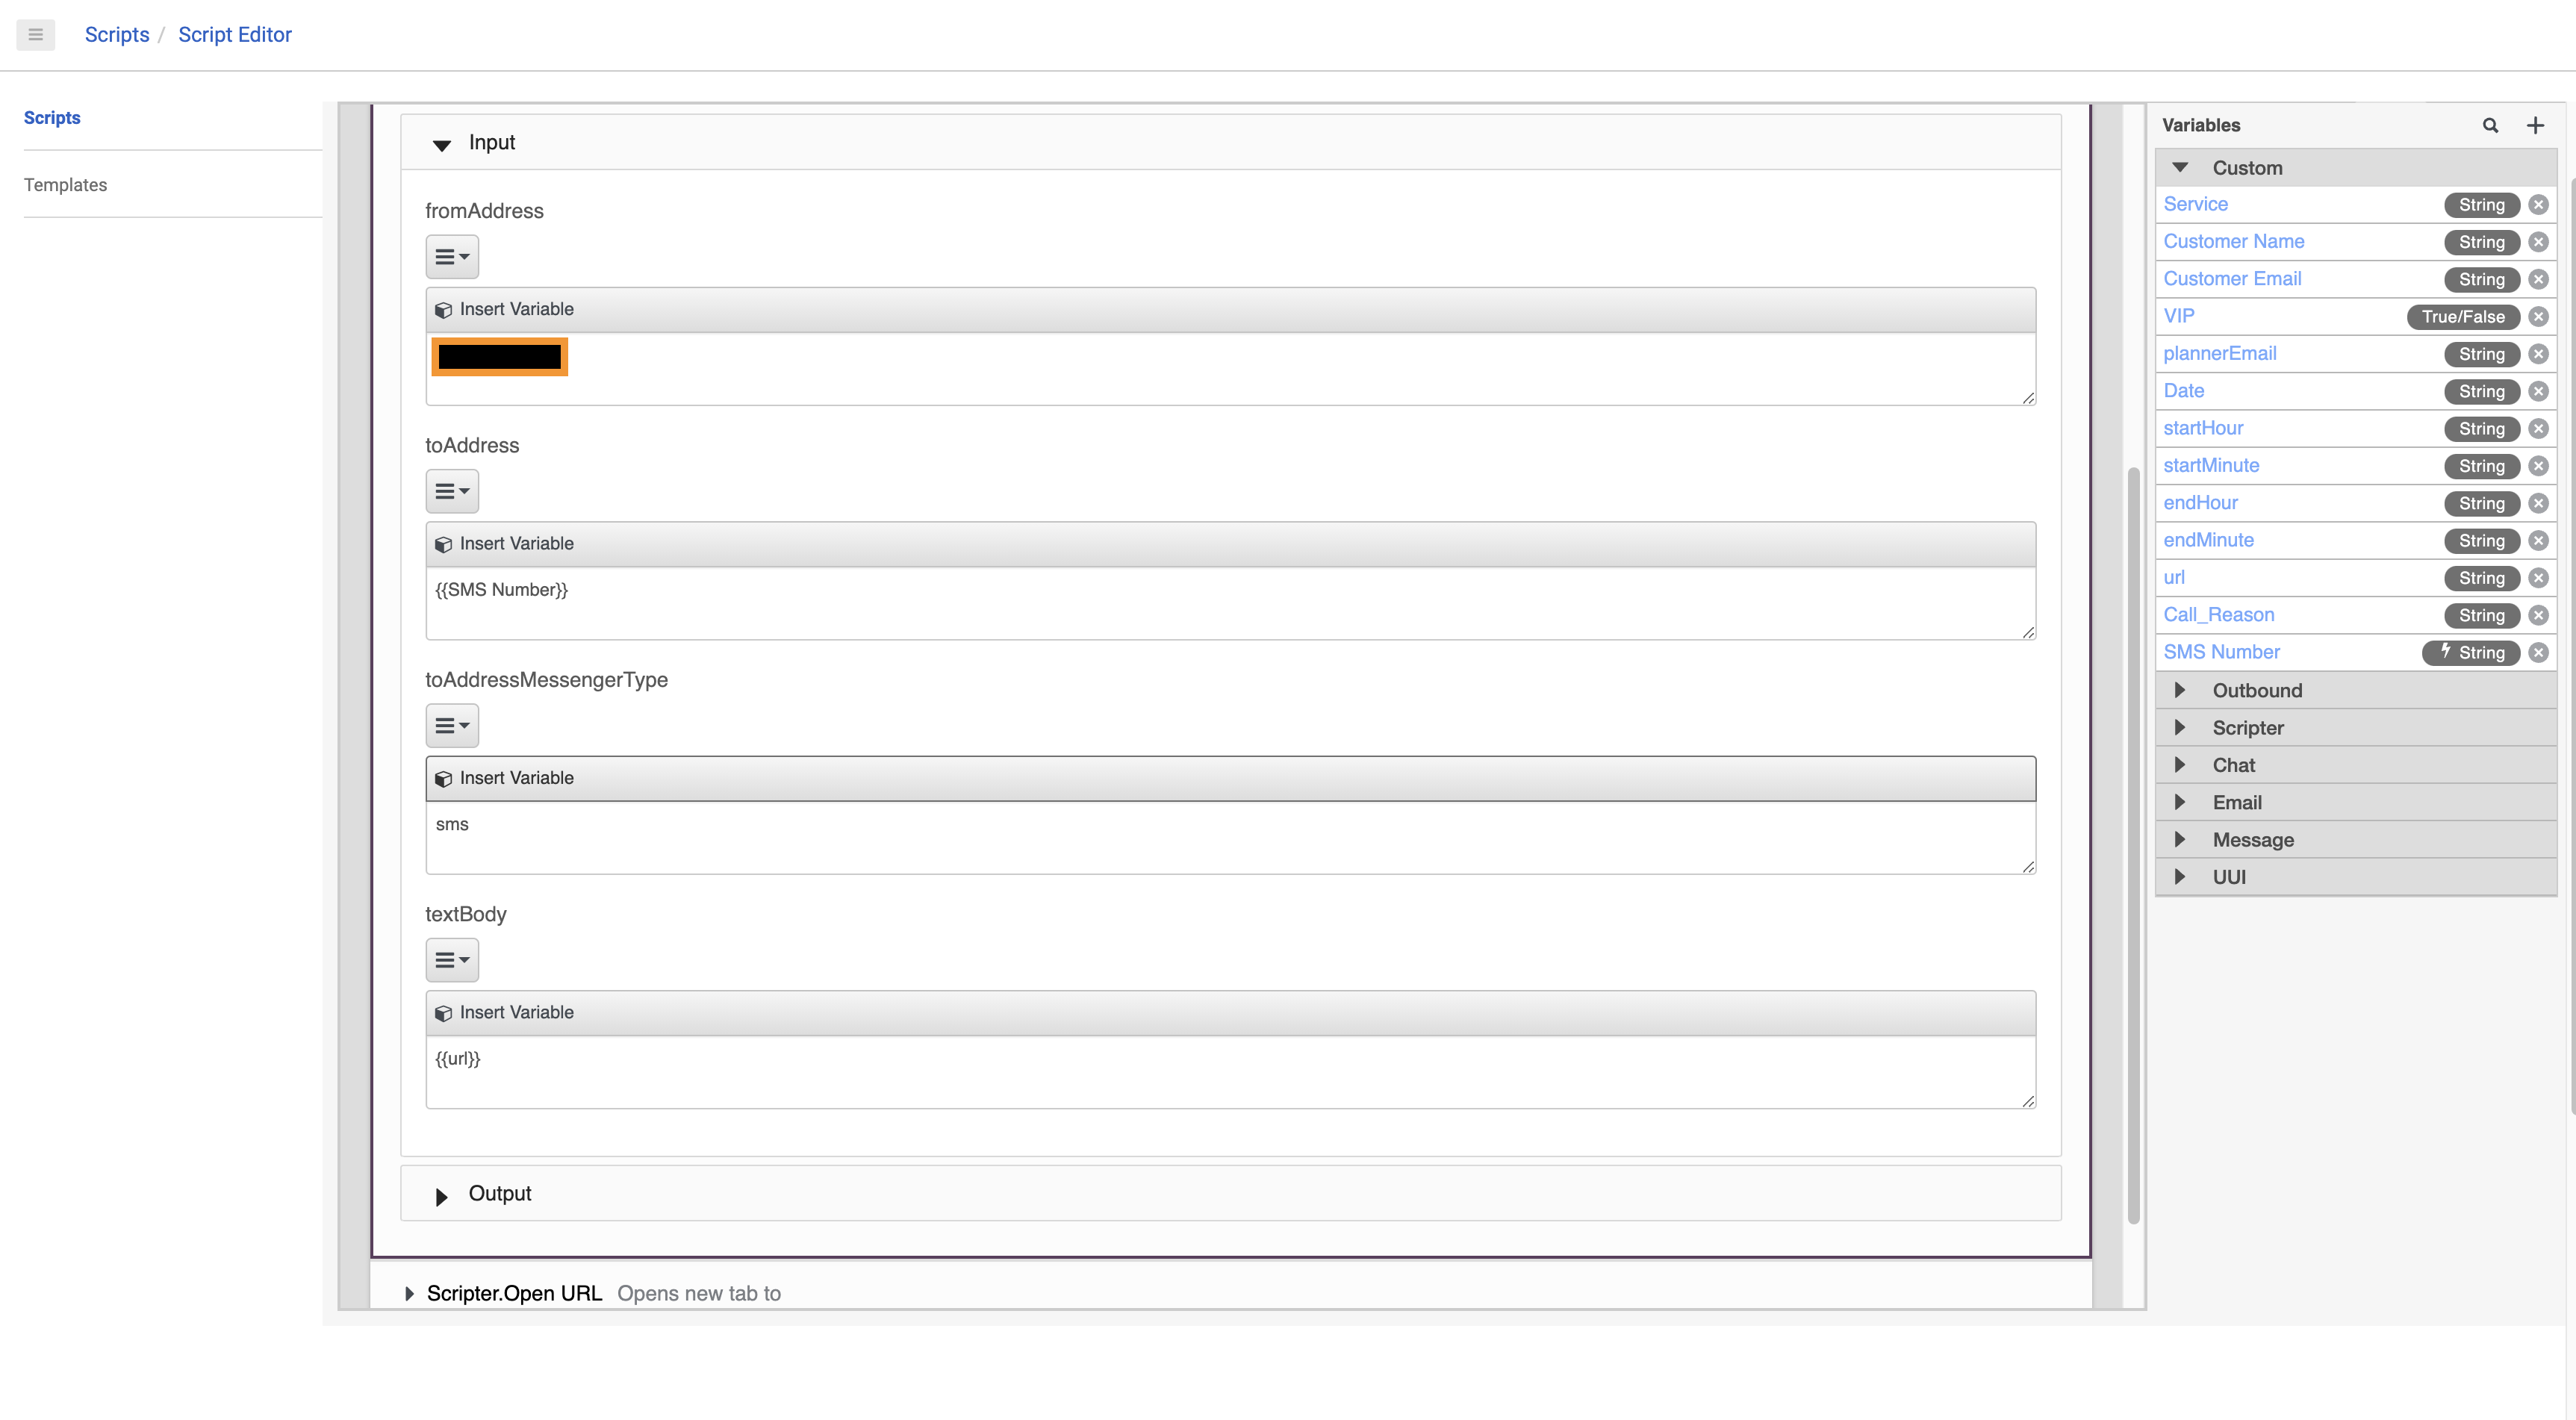 Scripts / Script Editor
Scripts
Templates
Input
fromAddress
Insert Variable
toAddress
Insert Variable
{{SMS Number}}
toAddressMessengerType
Insert Variable
sms
textBody
Insert Variable
{{url}}
Output
Scripter.Open URL Opens new tab to
Variables
Custom
Service String
Customer Name String
Customer Email String
VIP True/False
plannerEmail String
Date String
startHour String
startMinute String
endHour String
endMinute String
url String
Call_Reason String
SMS Number String
Outbound
Scripter
Chat
Email
Message
UUI